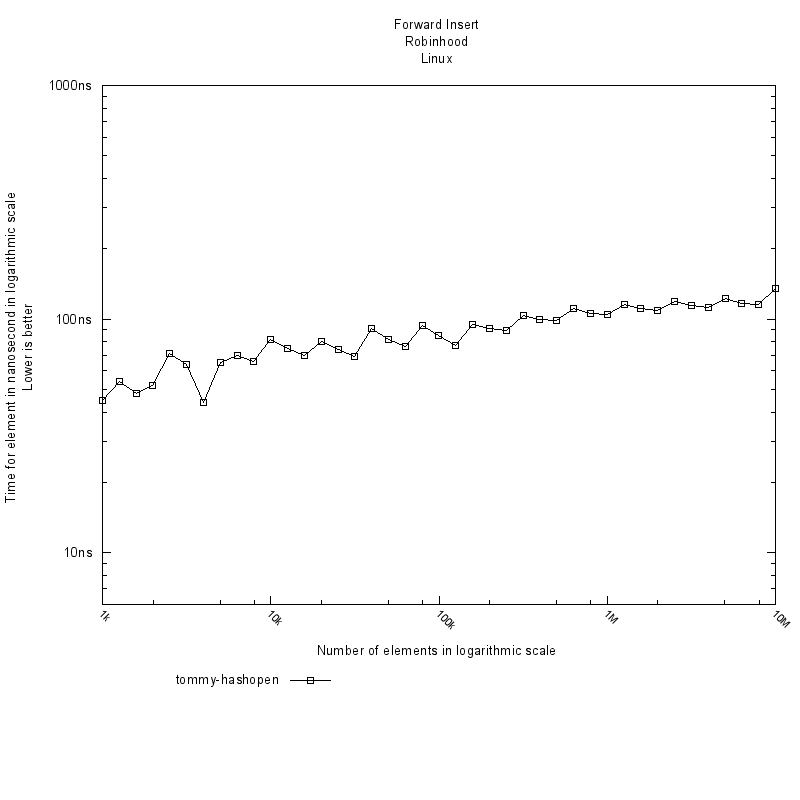 Forward Insert
Robinhood
Linux
1000ns
100ns
10ns
Time for element in nanosecond in logarithmic scale
Lower is better
1k
10k
100k
1M
10M
Number of elements in logarithmic scale
tommy-hashopen